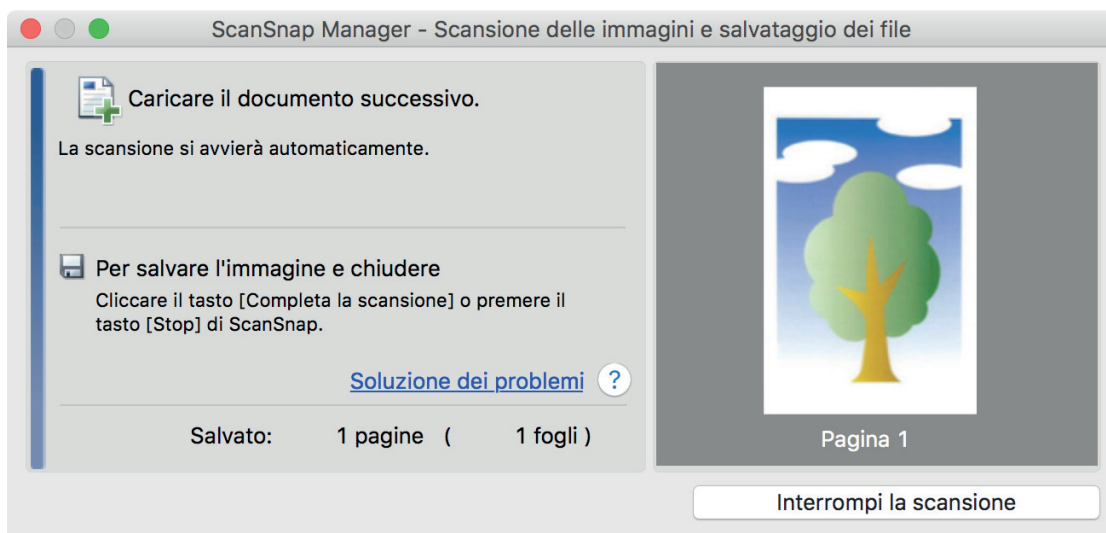 ScanSnap Manager - Scansione delle immagini e salvataggio dei file
Caricare il documento successivo.
La scansione si avvierà automaticamente.
Per salvare l'immagine e chiudere
Cliccare il tasto [Completa la scansione] o premere il
tasto [Stop] di ScanSnap.
Soluzione dei problemi ?
Salvato: 1 pagine ( 1 fogli )
Pagina 1
Interrompi la scansione